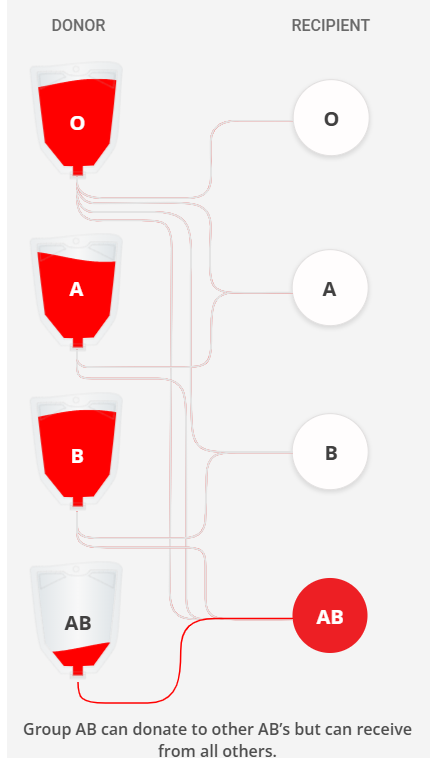 DONOR RECIPIENT
O O
A A
B B
AB AB
Group AB can donate to other AB's but can receive
from all others.